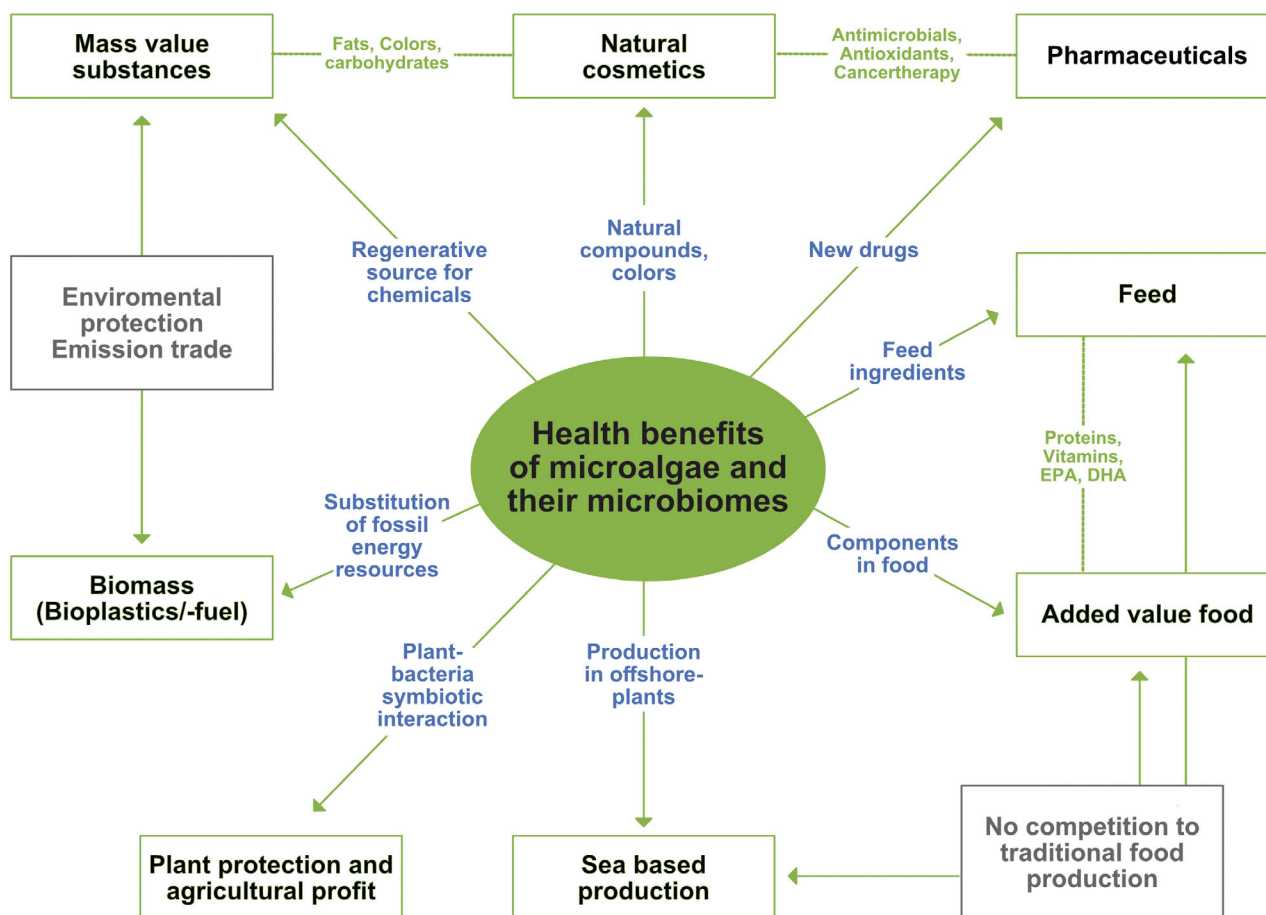 Mass value
substances
Fats, Colors,
carbohydrates
Natural
cosmetics
Antimicrobials,
Antioxidants,
Cancertherapy
Pharmaceuticals
Regenerative
source for
chemicals
Natural
compounds,
colors
New drugs
Enviromental
protection
Emission trade
Feed
Feed
ingredients
Health benefits
of microalgae and
their microbiomes
Proteins,
Vitamins,
EPA, DHA
Substitution
of fossil
energy
resources
Components
in food
Biomass
(Bioplastics/-fuel)
Added value food
Plant-
bacteria
symbiotic
interaction
Production
in offshore-
plants
Plant protection and
agricultural profit
Sea based
production
No competition to
traditional food
production